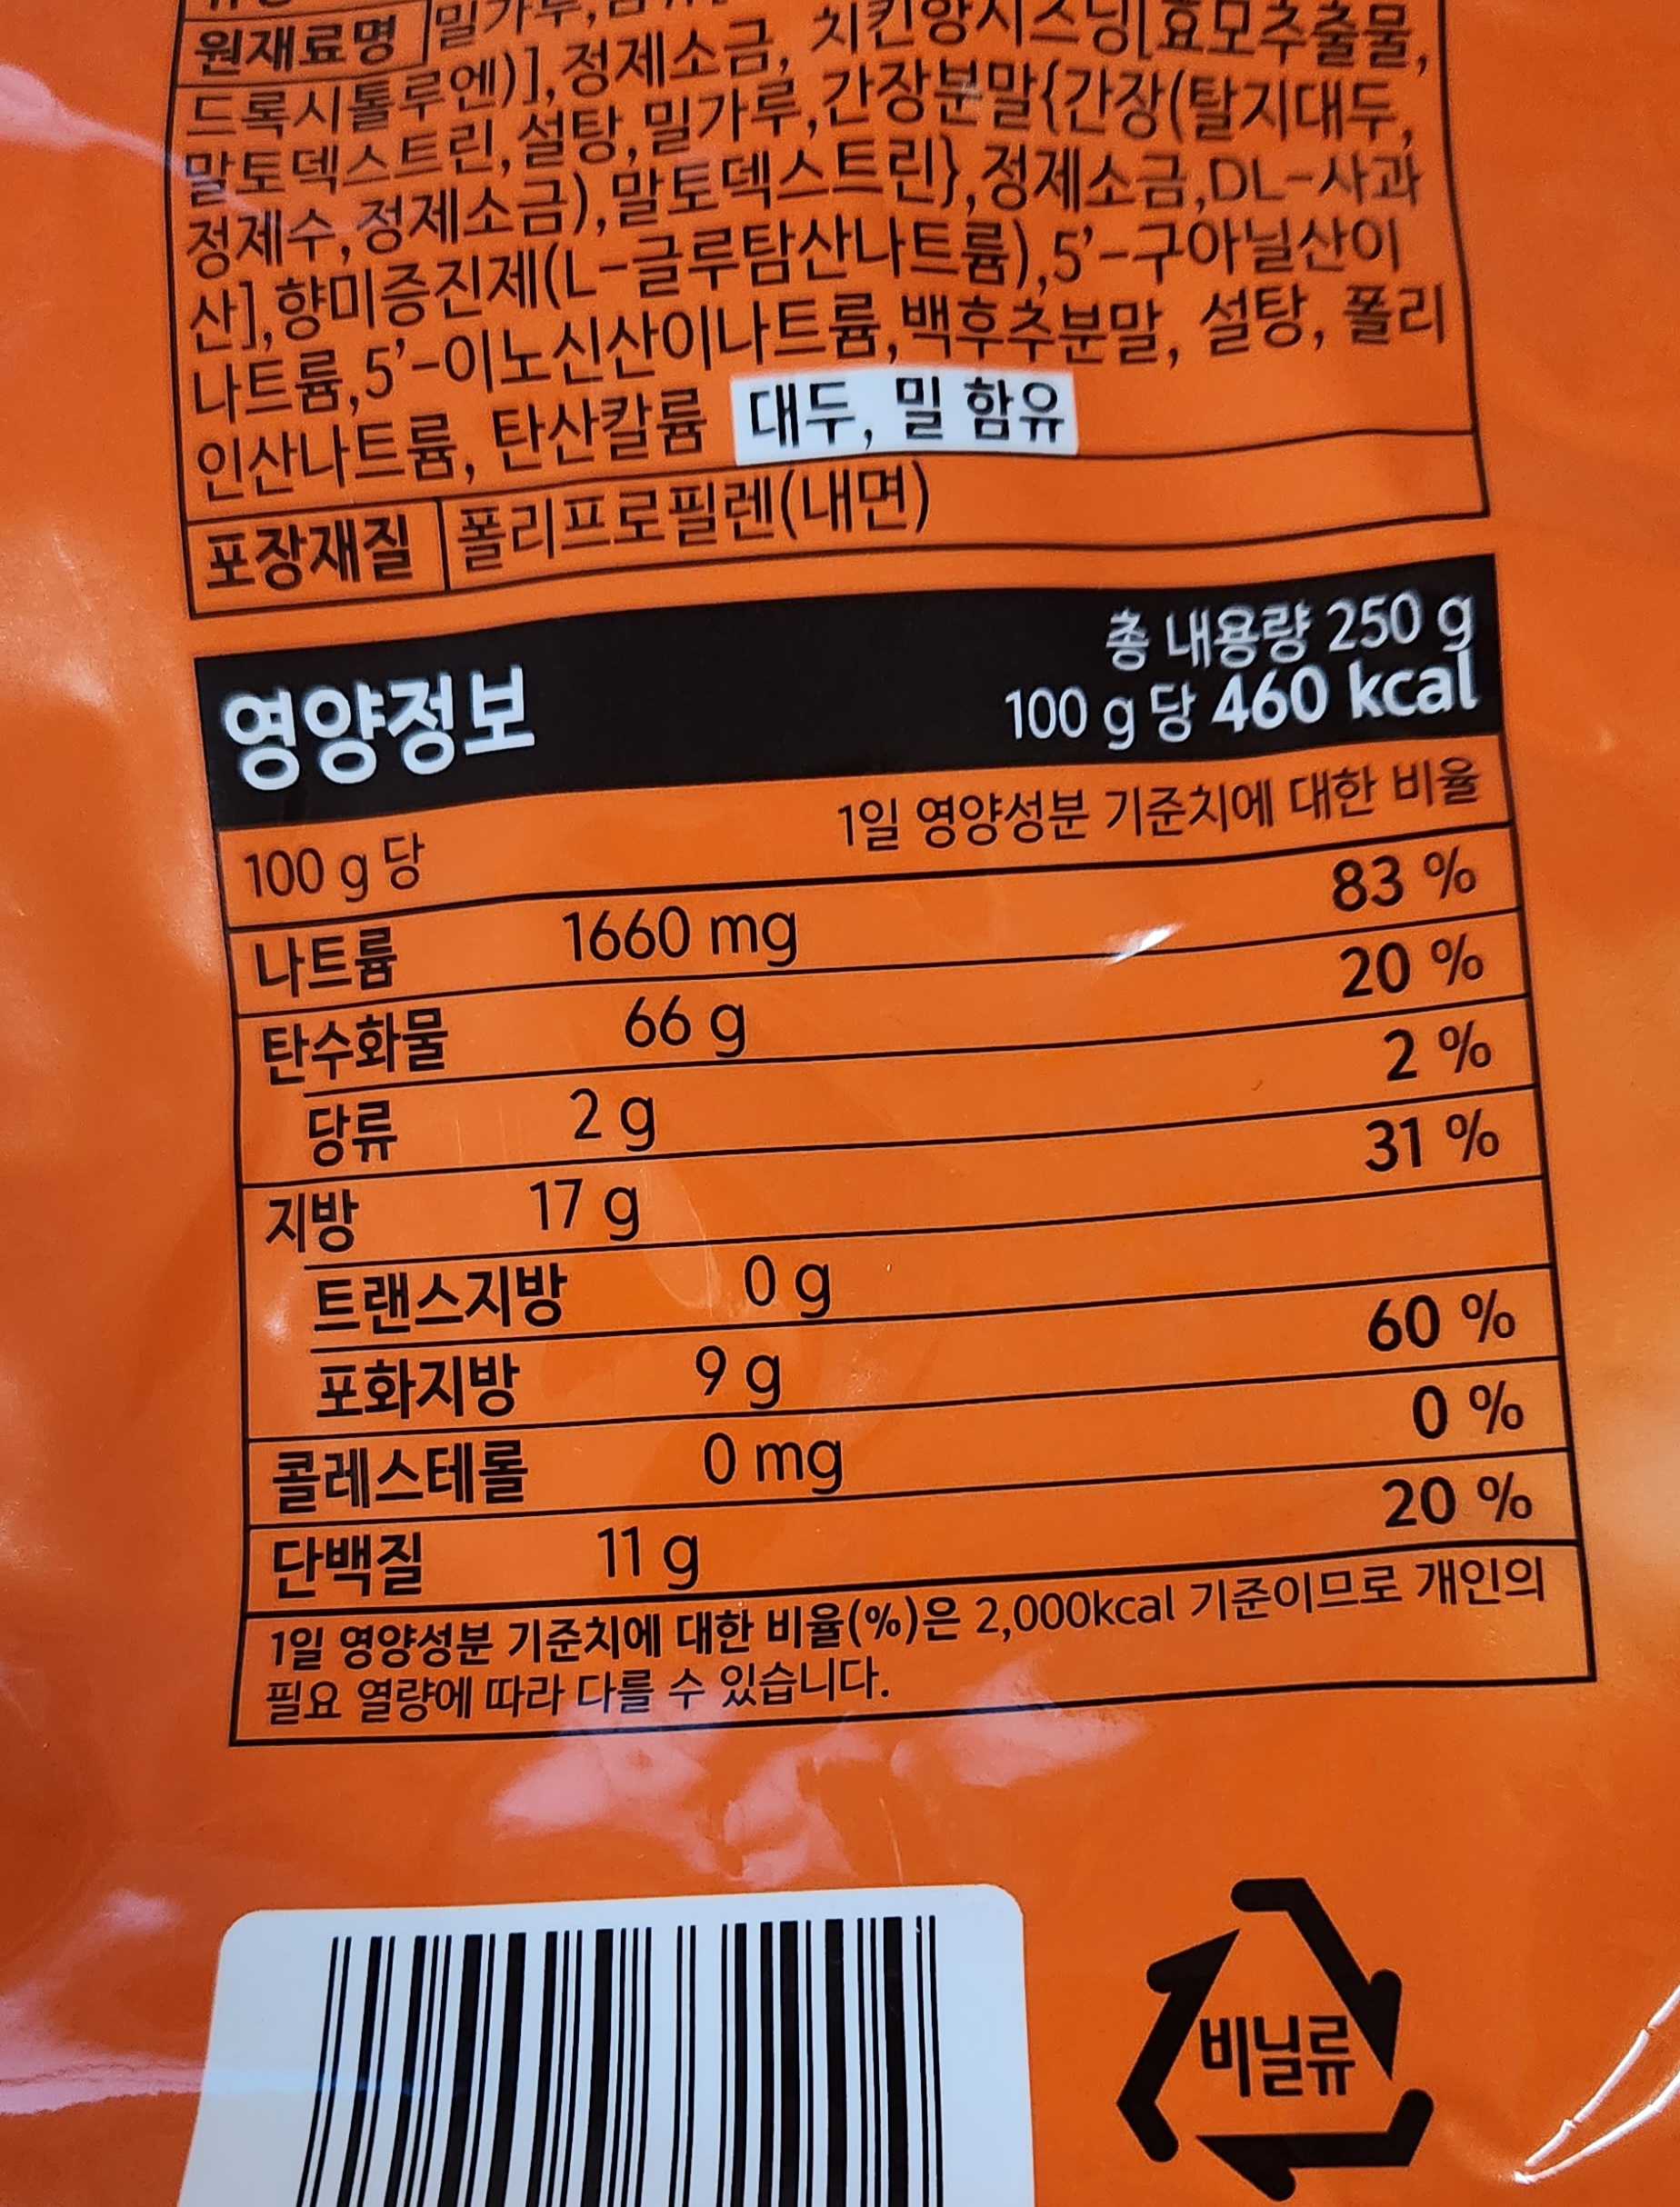 원재료명 밀가루,
드록시톨루엔)],정제소금, 치킨향시즈닝[효모추출물,
말토덱스트린,설탕,밀가루,간장분말{간장(탈지대두,
정제수,정제소금),말토덱스트린},정제소금,DL-사과
산],향미증진제(L-글루탐산나트륨),5'-구아닐산이
나트륨,5'-이노신산이나트륨,백후추분말, 설탕, 폴리
인산나트륨, 탄산칼륨 대두, 밀 함유
포장재질 폴리프로필렌(내면)
영양정보
총 내용량 250 g
100 g 당 460 kcal
100 g 당 1일 영양성분 기준치에 대한 비율
나트륨 1660 mg 83 %
탄수화물 66 g 20 %
당류 2 g 2 %
지방 17 g 31 %
트랜스지방 0 g
포화지방 9 g 60 %
콜레스테롤 0 mg 0 %
단백질 11 g 20 %
1일 영양성분 기준치에 대한 비율(%)은 2,000kcal 기준이므로 개인의
필요 열량에 따라 다를 수 있습니다.
비닐류